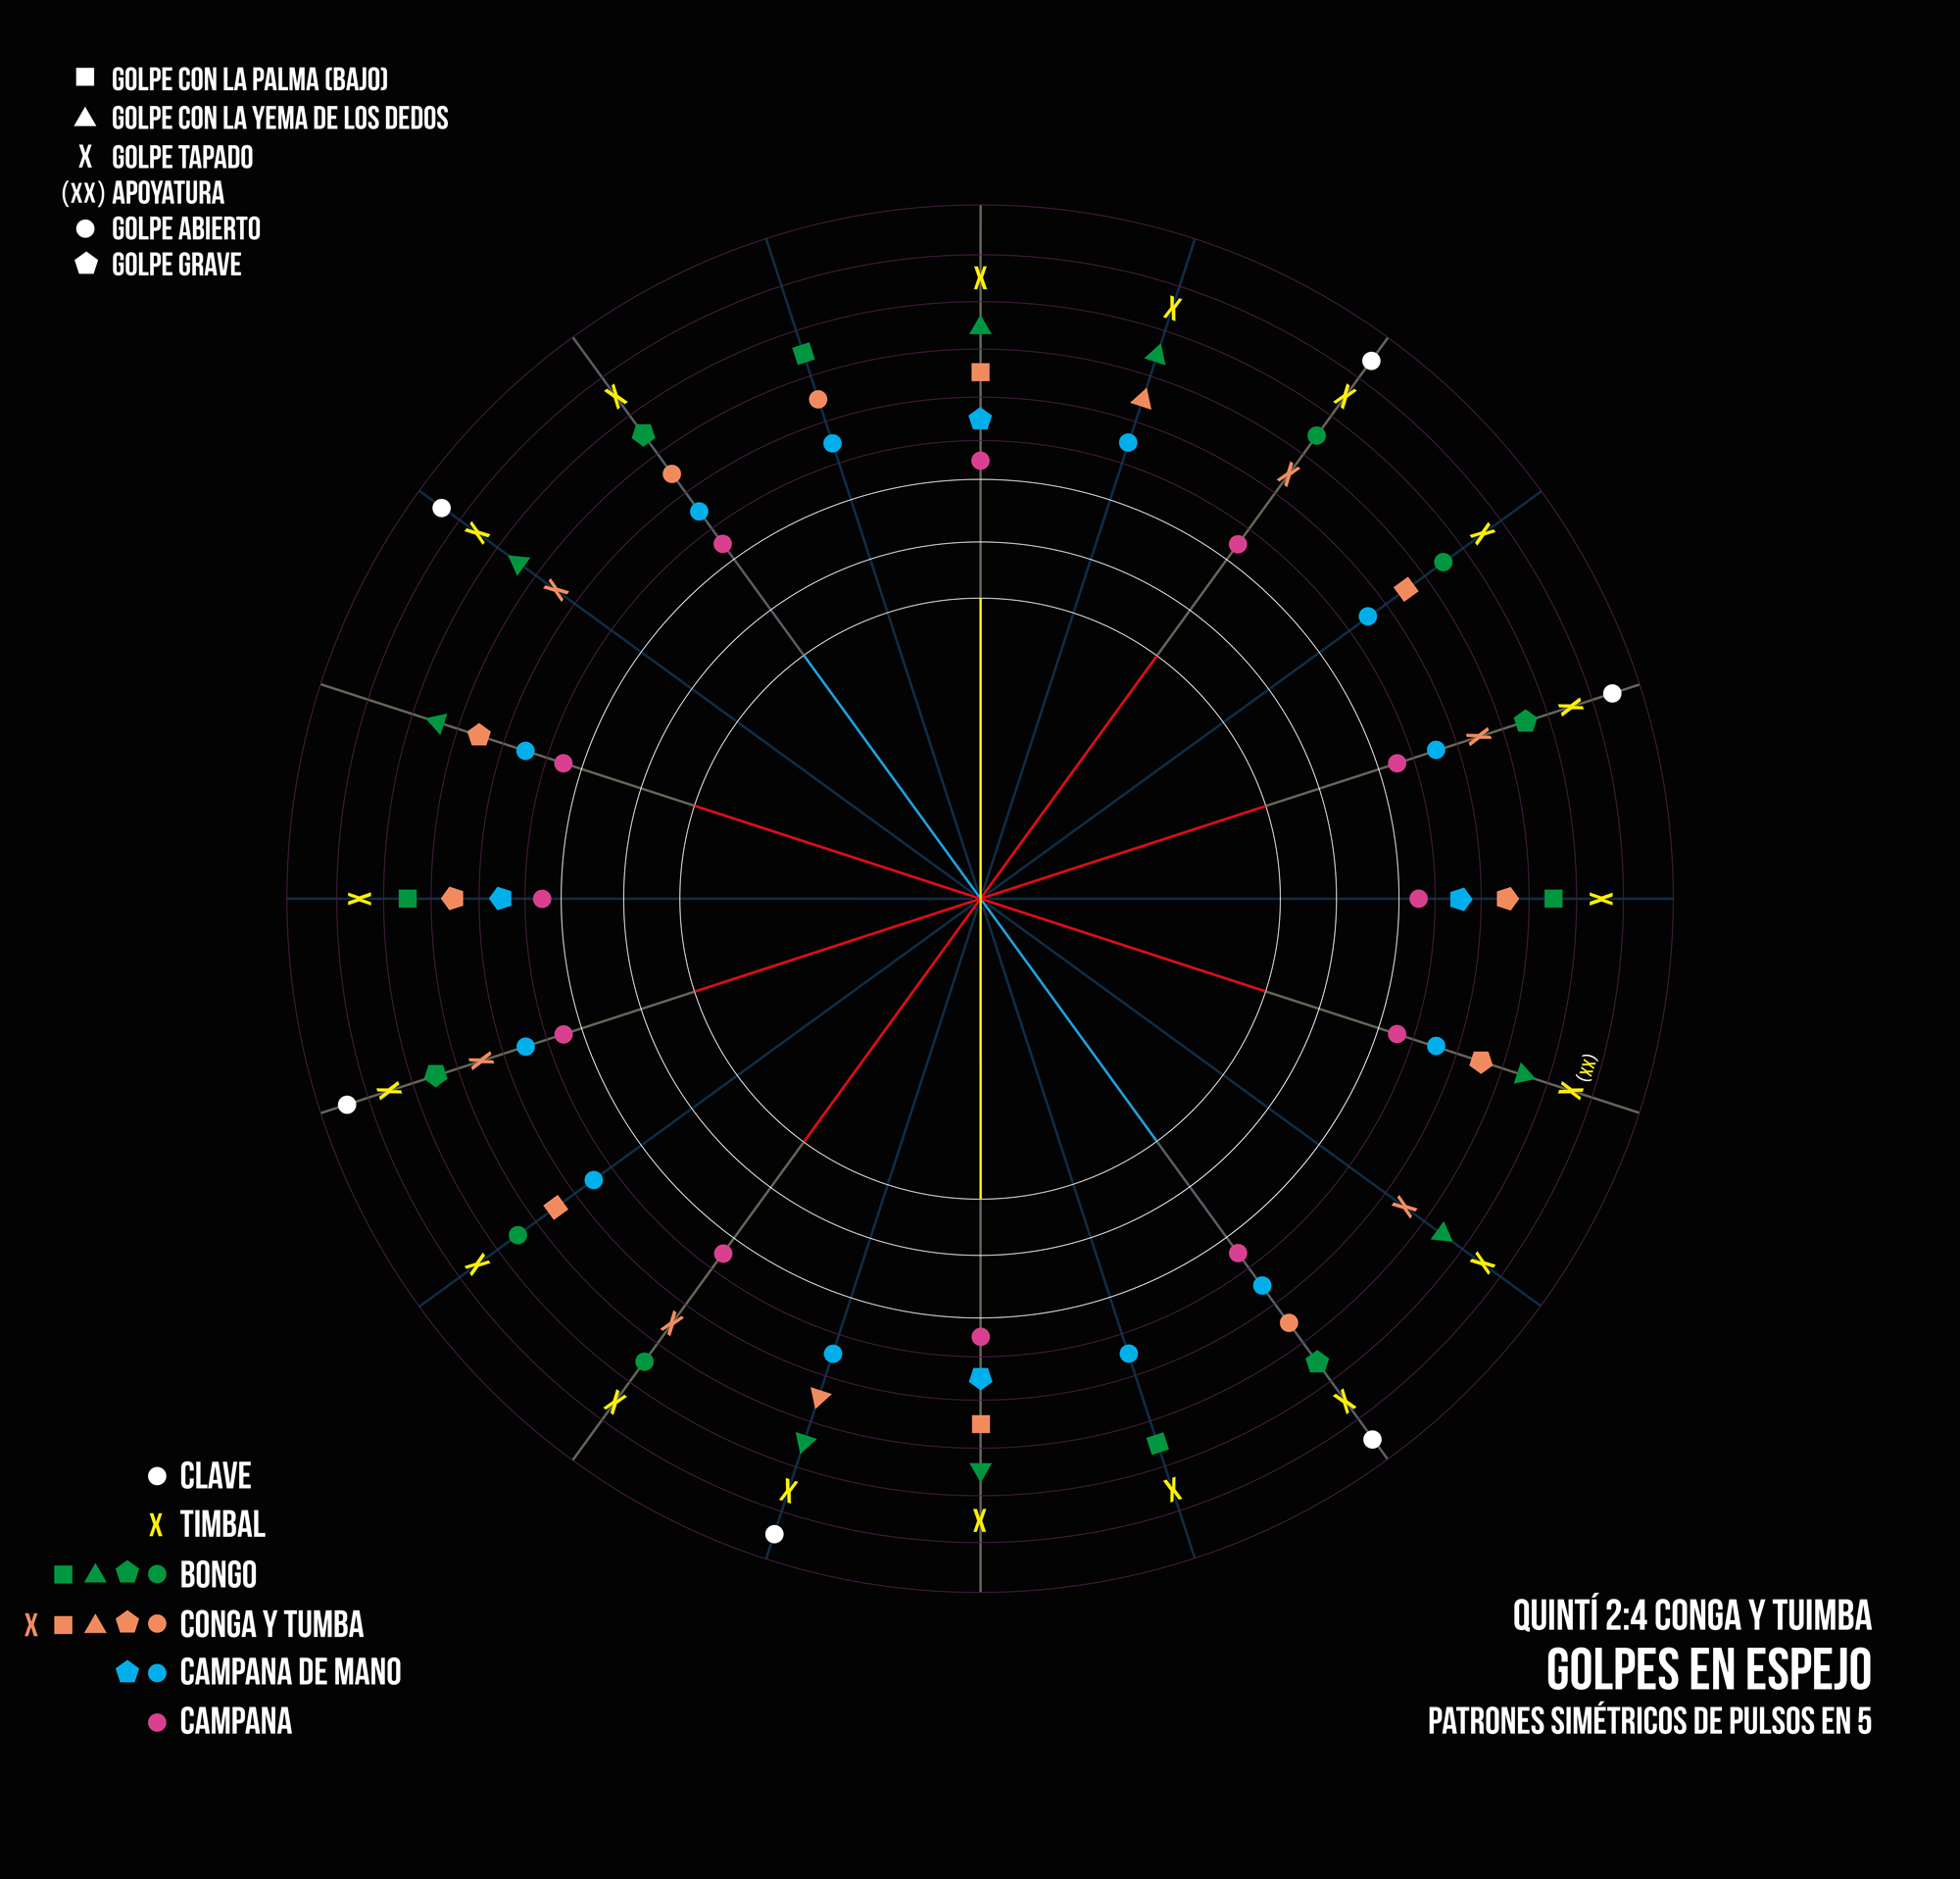 GOLPE CON LA PALMA (BAJO)
GOLPE CON LA YEMA DE LOS DEDOS
X GOLPE TAPADO
(XX) APOYATURA
GOLPE ABIERTO
GOLPE GRAVE
(XX)
CLAVE
X TIMBAL
BONGO
X CONGA Y TUMBA
CAMPANA DE MANO
CAMPANA
QUINTÍ 2:4 CONGA Y TUIMBA
GOLPES EN ESPEJO
PATRONES SIMÉTRICOS DE PULSOS EN 5